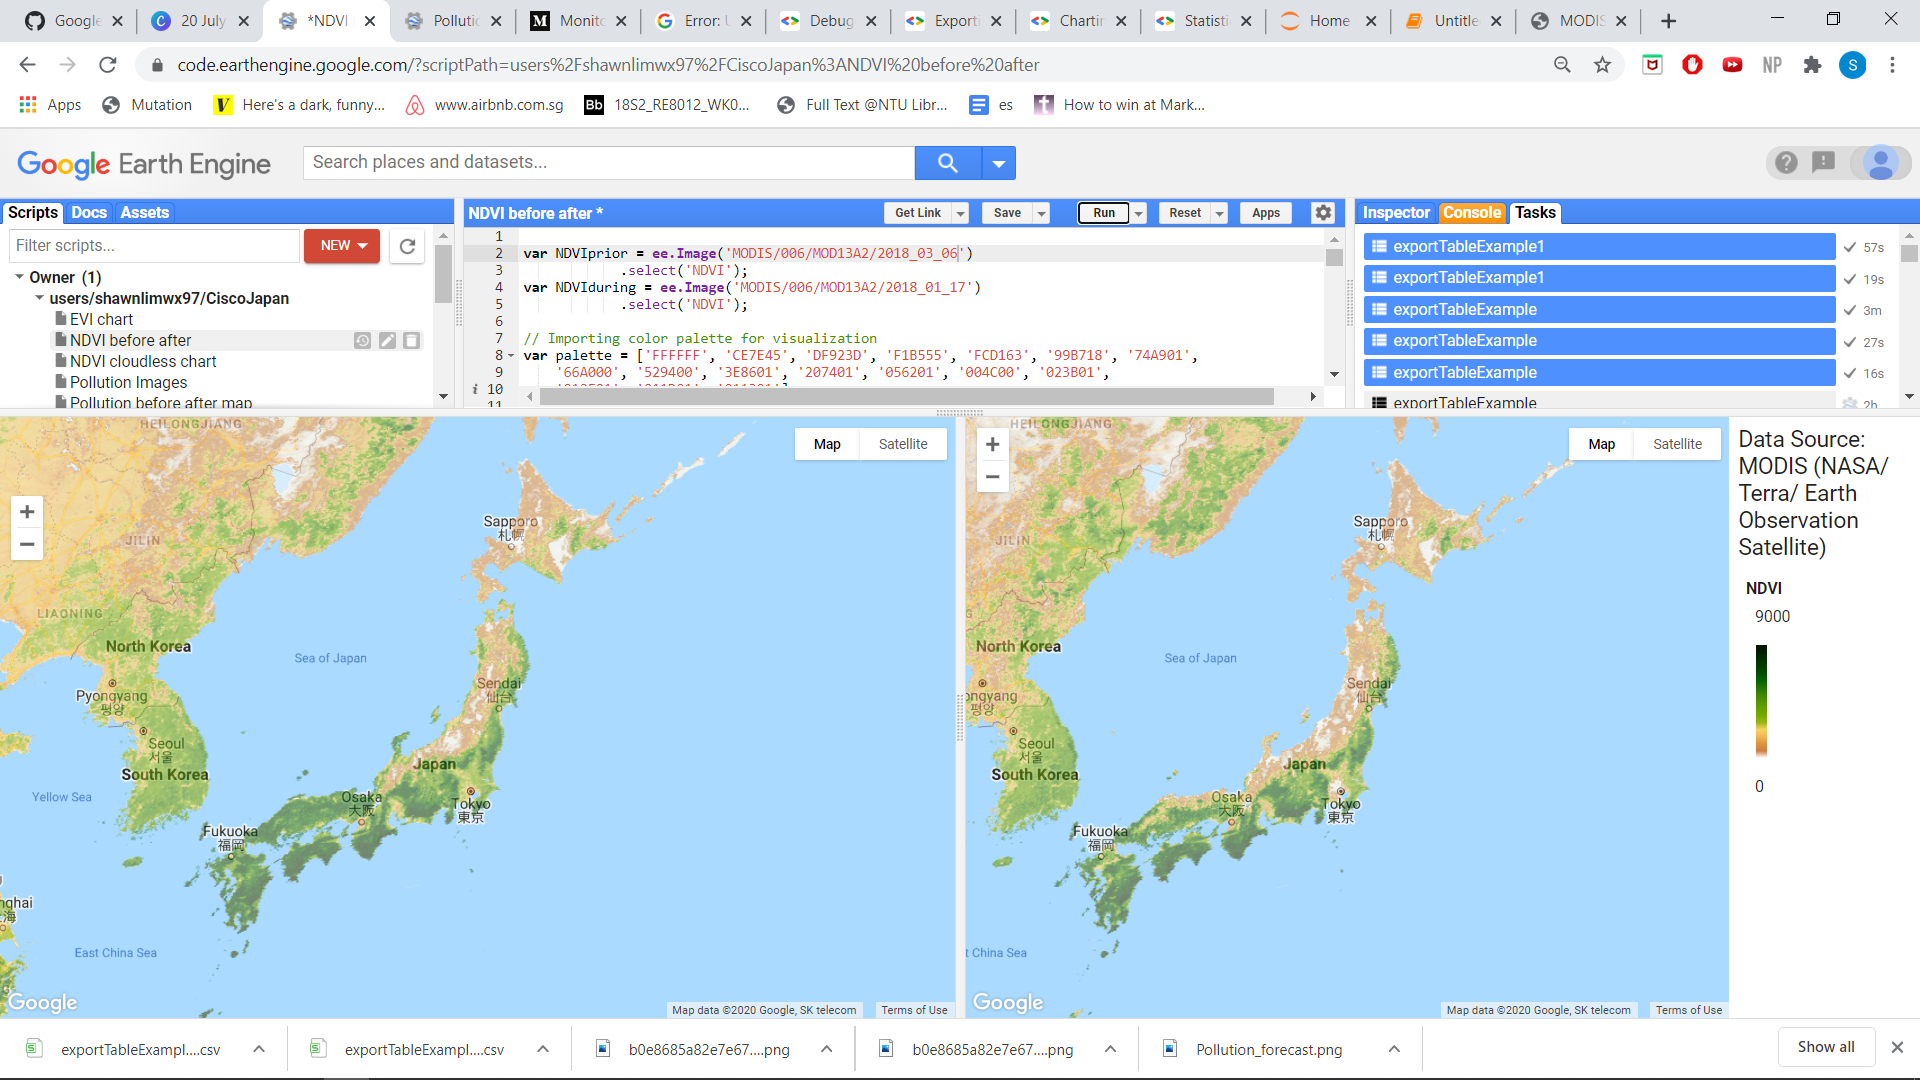 Google
20 July
*NDVI
Pollutic
Monito
Error: U
Debug
Exporti
Chartin
Statisti
Home
Untitle
MODIS
code.earthengine.google.com/?scriptPath=users%2Fshawnlimwx97%2FCiscoJapan%3ANDVI%20before%20after
NP
S
Apps
Mutation
Here's a dark, funny...
www.airbnb.com.sg
Bb 18S2_RE8012_WK0...
Full Text @NTU Libr...
es
How to win at Mark...
Google Earth Engine
Search places and datasets...
Scripts Docs Assets
NDVI before after *
Get Link Save Run Reset Apps
Inspector Console Tasks
Filter scripts...
NEW
Owner (1)
users/shawnlimwx97/CiscoJapan
EVI chart
NDVI before after
NDVI cloudless chart
Pollution Images
Pollution before after map
1
2 var NDVIprior = ee.Image('MODIS/006/MOD13A2/2018_03_06')
3 .select('NDVI');
4 var NDVIduring = ee.Image('MODIS/006/MOD13A2/2018_01_17')
5 .select('NDVI');
6
7 // Importing color palette for visualization
8 var palette = ['FFFFFF', 'CE7E45', 'DF923D', 'F1B555', 'FCD163', '99B718', '74A901',
9 '66A000', '529400', '3E8601', '207401', '056201', '004C00', '023B01',
i 10
11
exportTableExample1 57s
exportTableExample1 19s
exportTableExample 3m
exportTableExample 27s
exportTableExample 16s
exportTableExample 2h
HEILONGJIANG
Map Satellite
Sapporo
札幌
JILIN
LIAONING
North Korea
Sea of Japan
Pyongyang
평양
Sendai
仙台
Seoul
서울
South Korea
Japan
Yellow Sea
Osaka
大阪
Tokyo
東京
Fukuoka
福岡
nghai
海
East China Sea
Google
Map data ©2020 Google, SK telecom
Terms of Use
HEILONGJIANG
Map Satellite
Sapporo
札幌
JILIN
North Korea
Sea of Japan
ongyang
평양
Sendai
仙台
Seoul
서울
South Korea
Japan
Osaka
大阪
Tokyo
東京
Fukuoka
福岡
t China Sea
Google
Map data ©2020 Google, SK telecom
Terms of Use
Data Source:
MODIS (NASA/
Terra/ Earth
Observation
Satellite)
NDVI
9000
0
exportTableExampl....csv
exportTableExampl....csv
b0e8685a82e7e67....png
b0e8685a82e7e67....png
Pollution_forecast.png
Show all